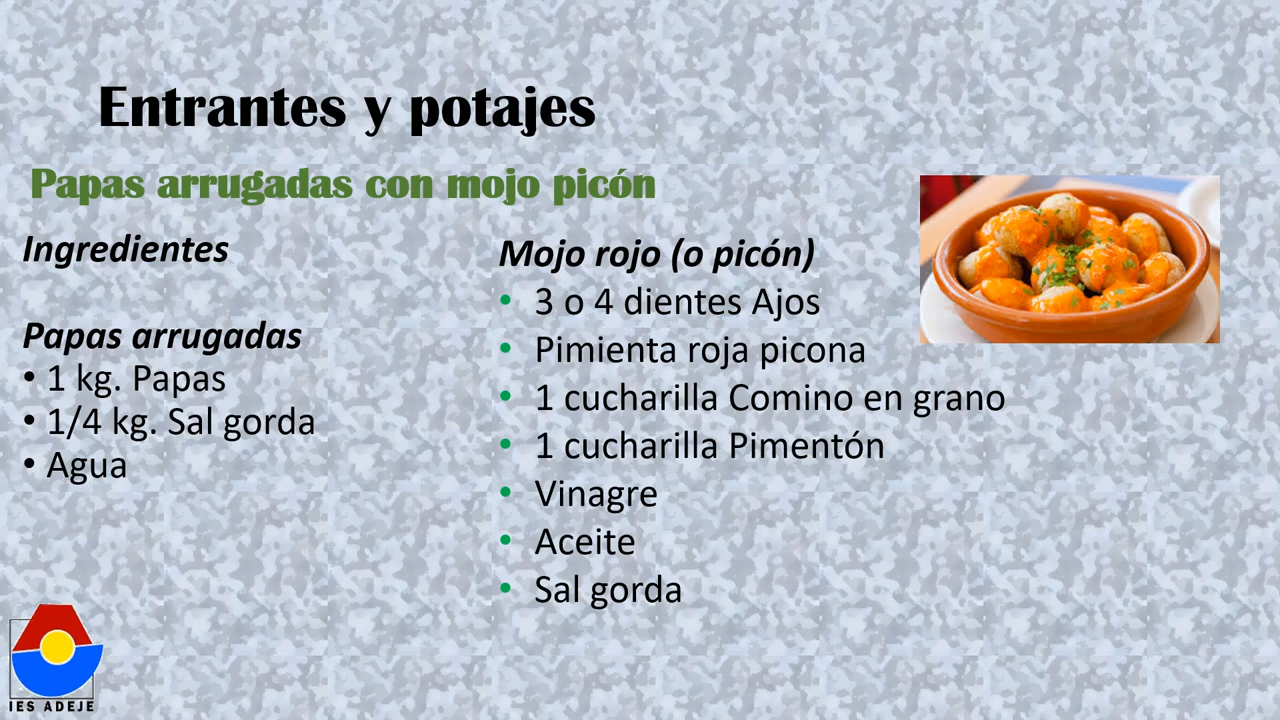 Entrantes y potajes
Papas arrugadas con mojo picón
Ingredientes
Papas arrugadas
• 1 kg. Papas
• 1/4 kg. Sal gorda
• Agua
Mojo rojo (o picón)
• 3 o 4 dientes Ajos
• Pimienta roja picona
• 1 cucharilla Comino en grano
• 1 cucharilla Pimentón
• Vinagre
• Aceite
• Sal gorda
IES ADEJE